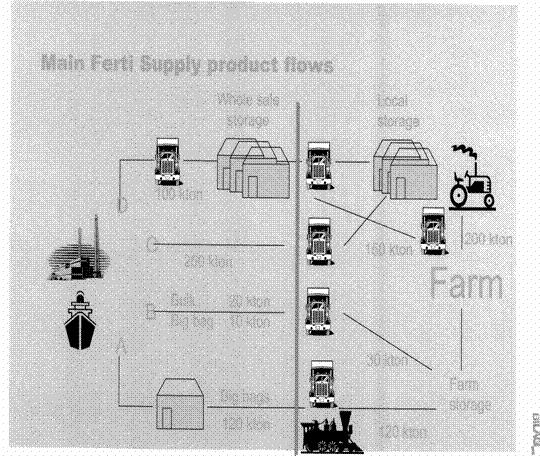 Main Ferti Supply product flows
Whole sale
storage
Local
storage
100 kton
D
C
200 kton
150 kton
200 kton
Farm
B
Bulk 20 kton
Big bag 10 kton
A
30 kton
Farm
storage
Big bags
120 kton
120 kton